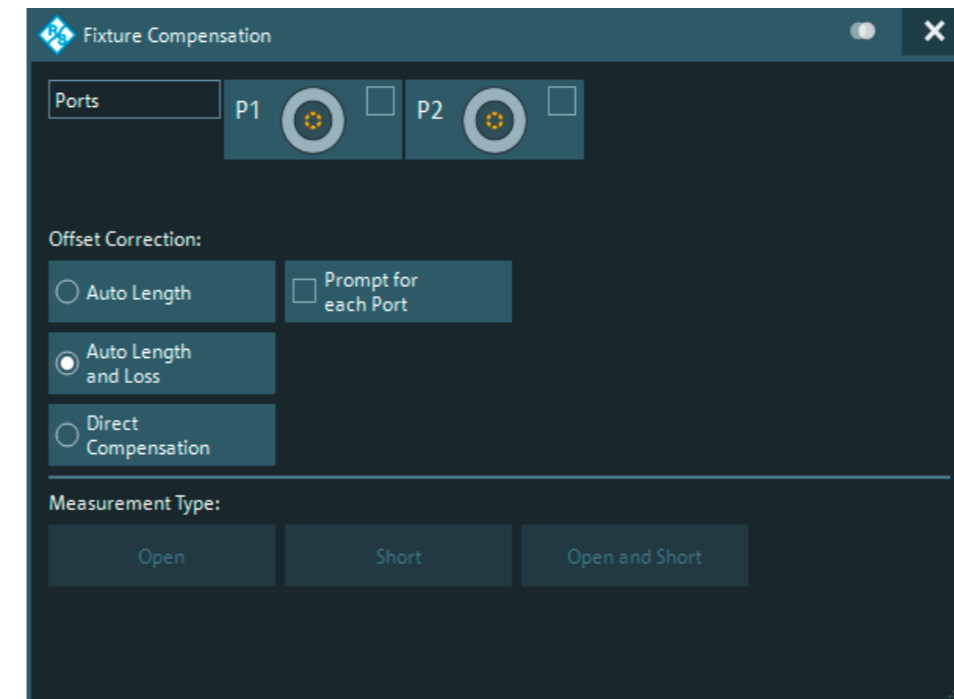 R S
Fixture Compensation
Ports
P1
P2
Offset Correction:
Auto Length
Prompt for
each Port
Auto Length
and Loss
Direct
Compensation
Measurement Type:
Open
Short
Open and Short